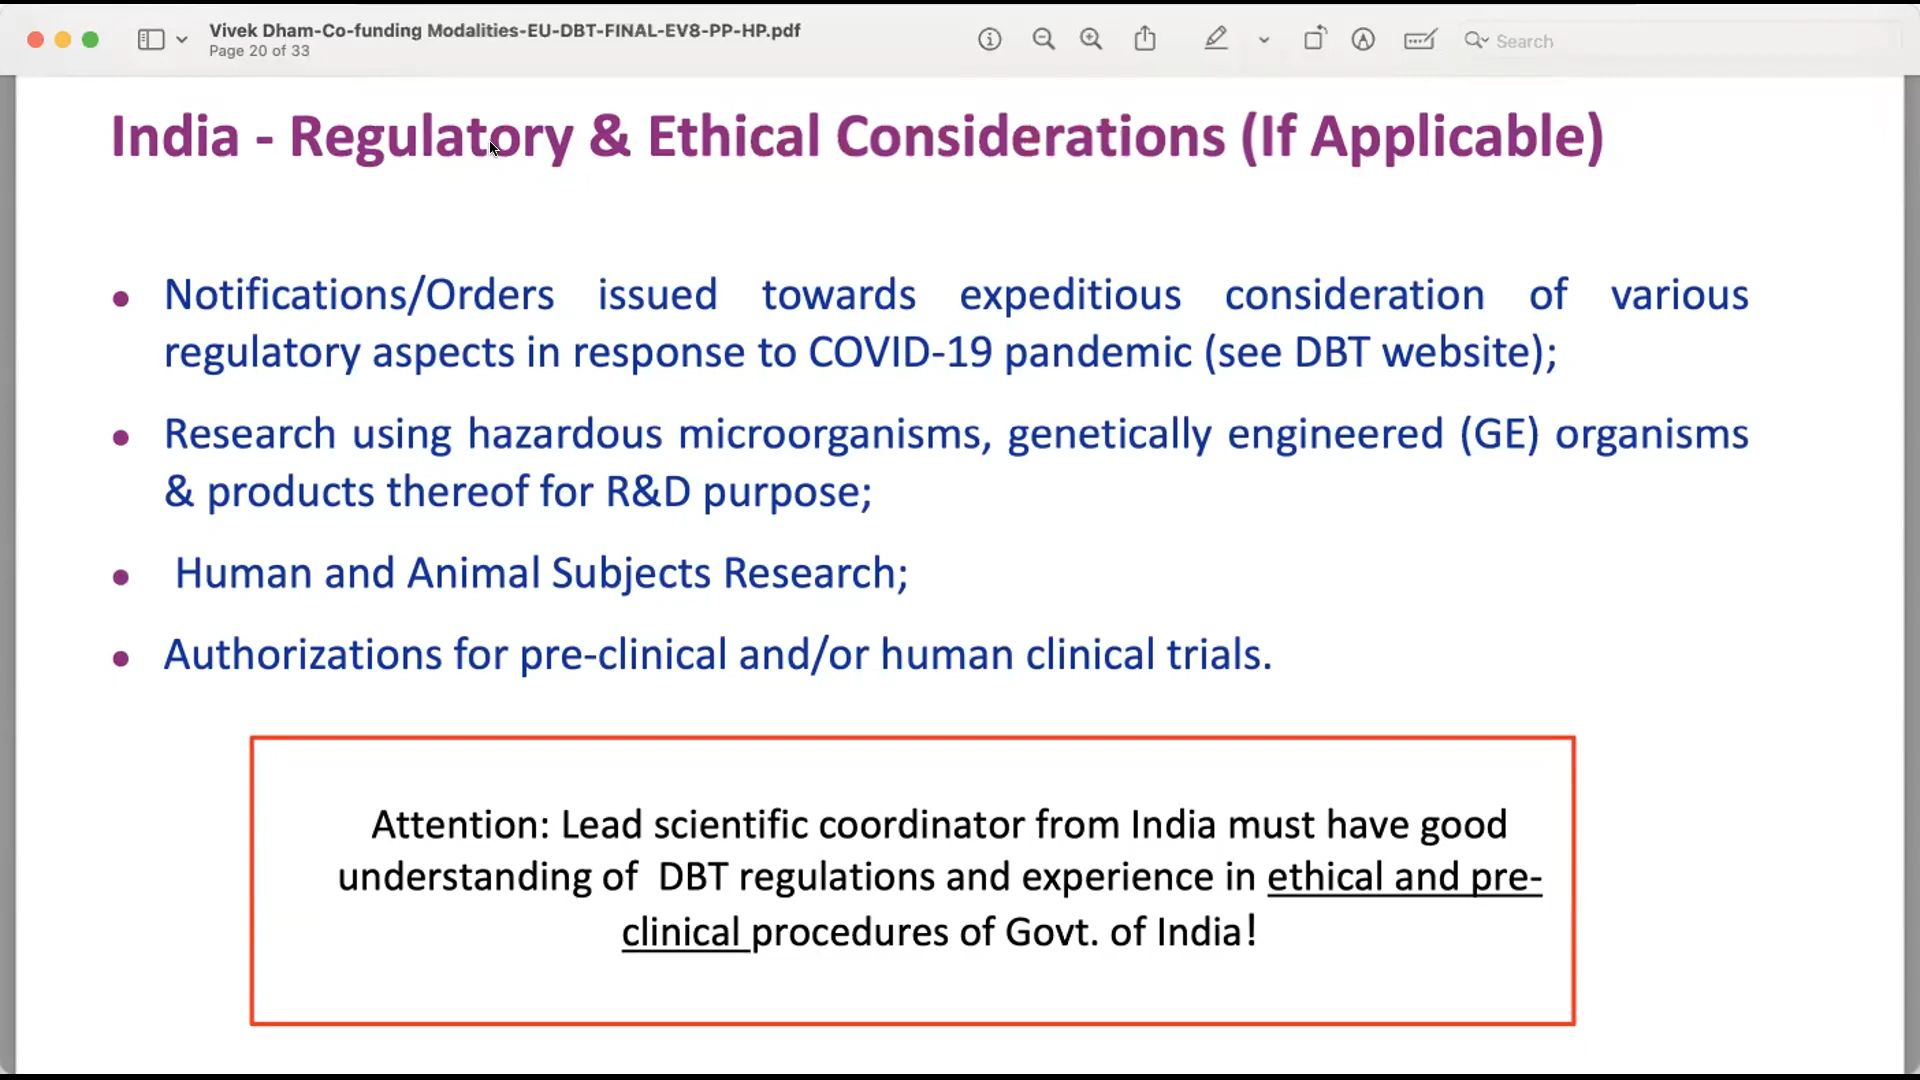 Vivek Dham-Co-funding Modalities-EU-DBT-FINAL-EV8-PP-HP.pdf
Page 20 of 33
Search
India - Regulatory & Ethical Considerations (If Applicable)
• Notifications/Orders issued towards expeditious consideration of various
regulatory aspects in response to COVID-19 pandemic (see DBT website);
• Research using hazardous microorganisms, genetically engineered (GE) organisms
& products thereof for R&D purpose;
• Human and Animal Subjects Research;
• Authorizations for pre-clinical and/or human clinical trials.
Attention: Lead scientific coordinator from India must have good
understanding of DBT regulations and experience in ethical and pre-
clinical procedures of Govt. of India!